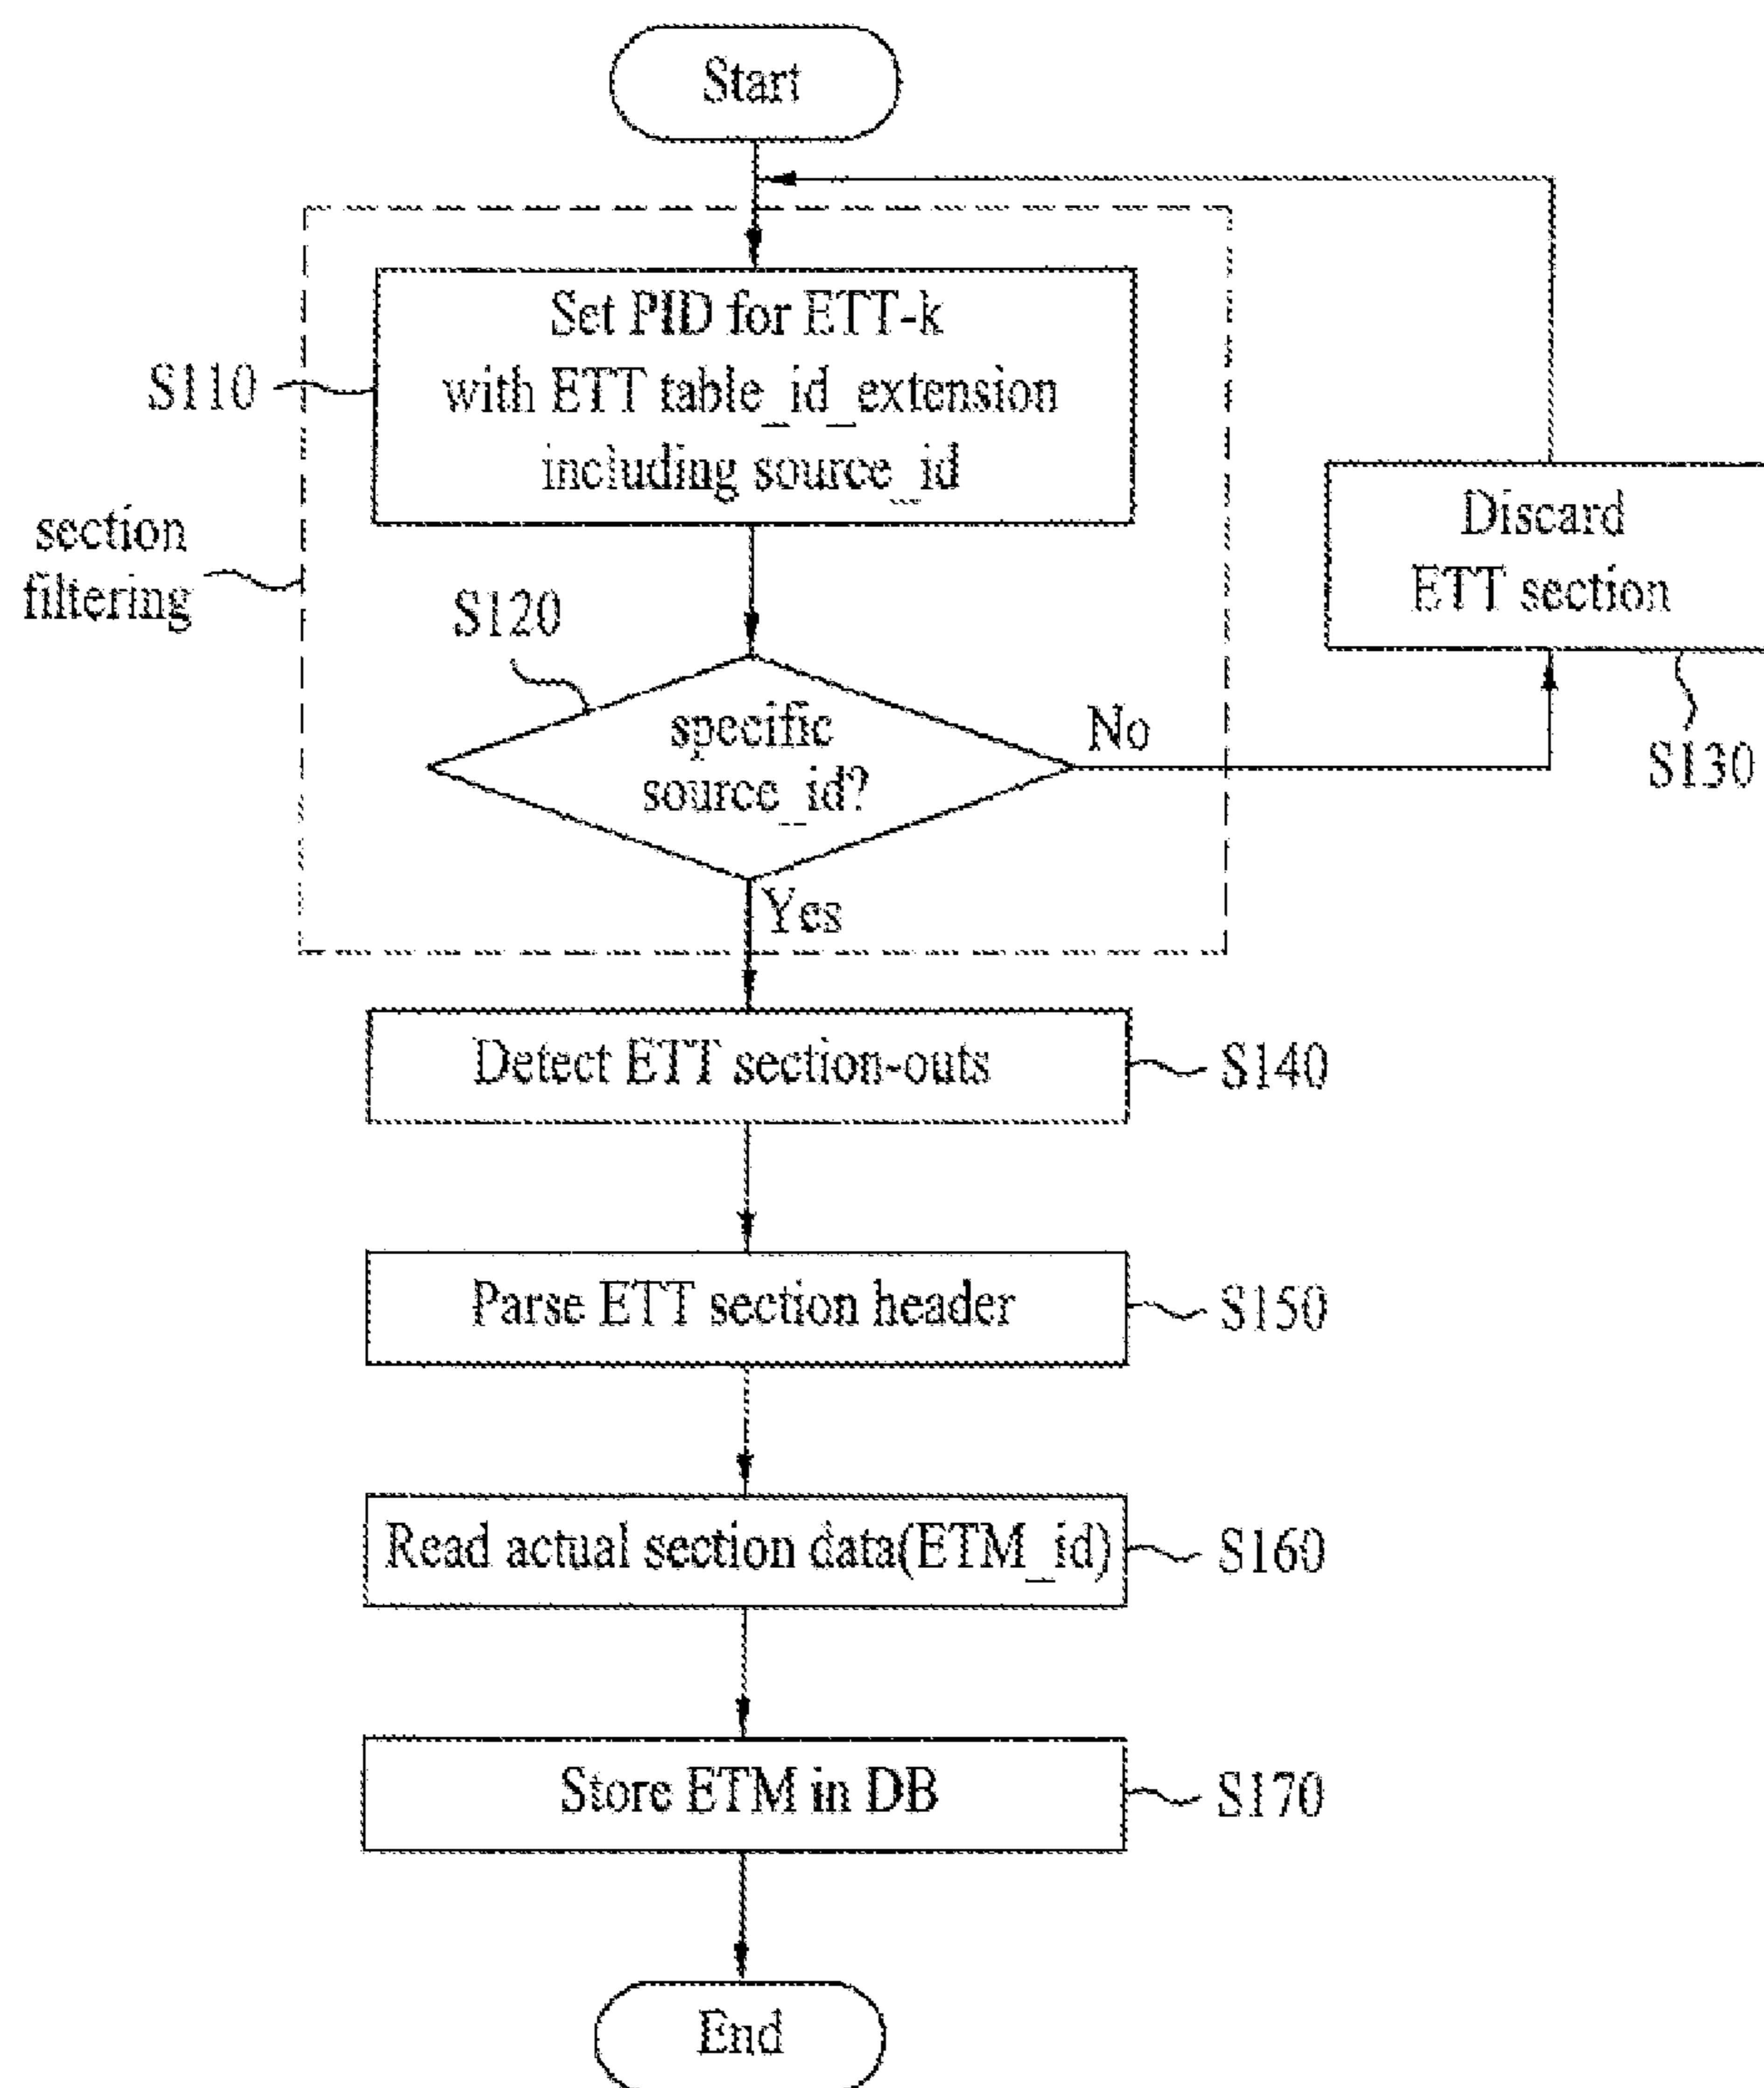 Start
Set PID for ETT-k
with ETT table_id_extension
including source_id
S110
section
filtering
Discard
ETT section
S130
S120
specific
source_id?
No
Yes
Detect ETT section-outs
S140
Parse ETT section header
S150
Read actual section data(ETM_id)
S160
Store ETM in DB
S170
End